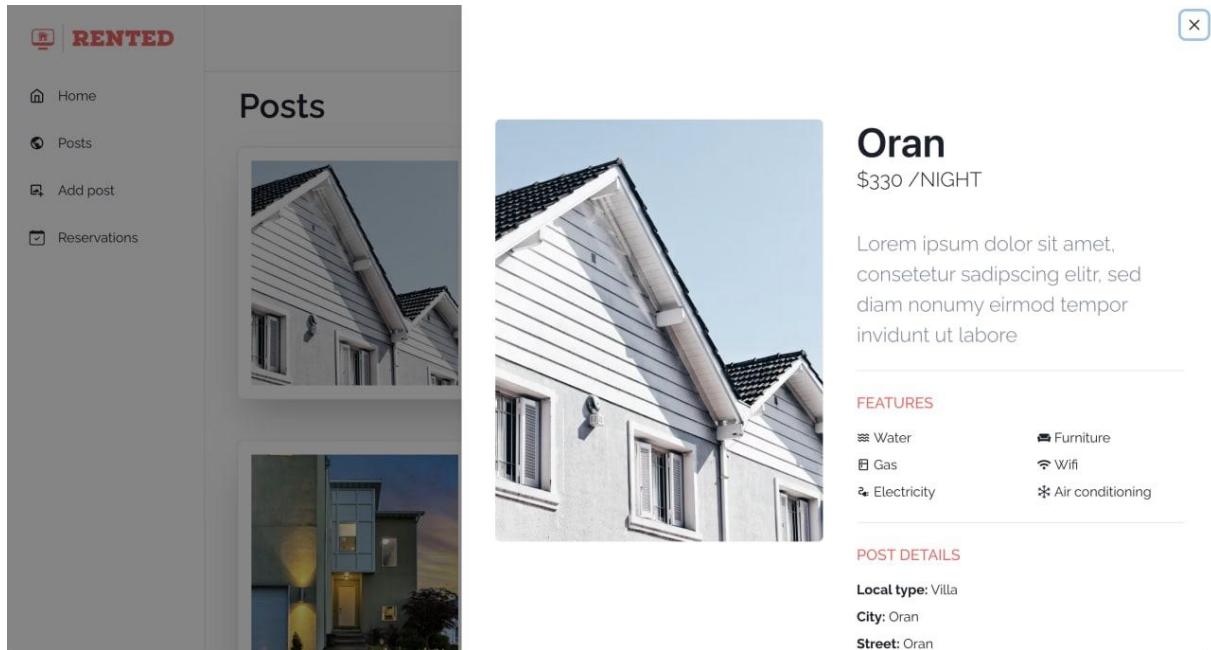 RENTED
Home
Posts
Add post
Reservations
Posts
Oran
$330 /NIGHT
Lorem ipsum dolor sit amet,
consetetur sadipscing elitr, sed
diam nonumy eirmod tempor
invidunt ut labore
FEATURES
Water
Furniture
Gas
Wifi
Electricity
Air conditioning
POST DETAILS
Local type: Villa
City: Oran
Street: Oran